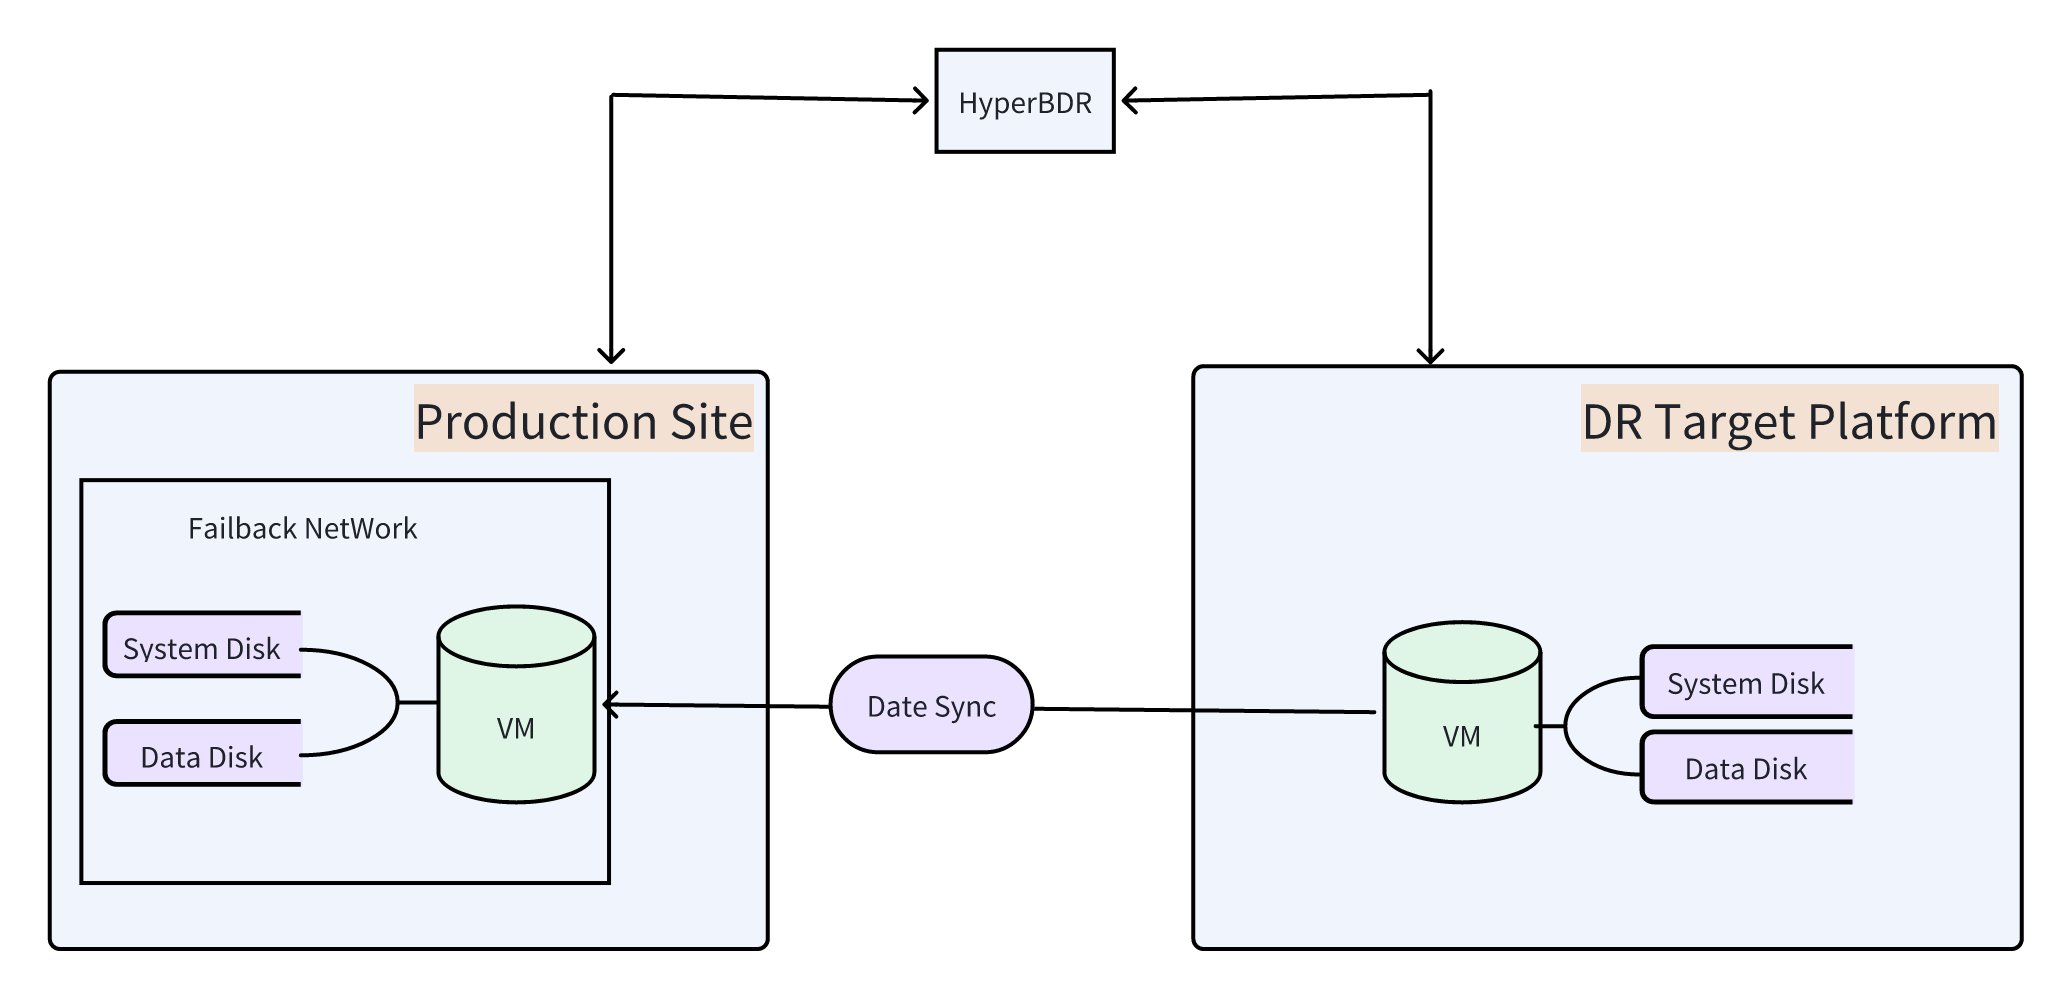 HyperBDR
Production Site
DR Target Platform
Failback NetWork
System Disk
Data Disk
VM
Date Sync
VM
System Disk
Data Disk